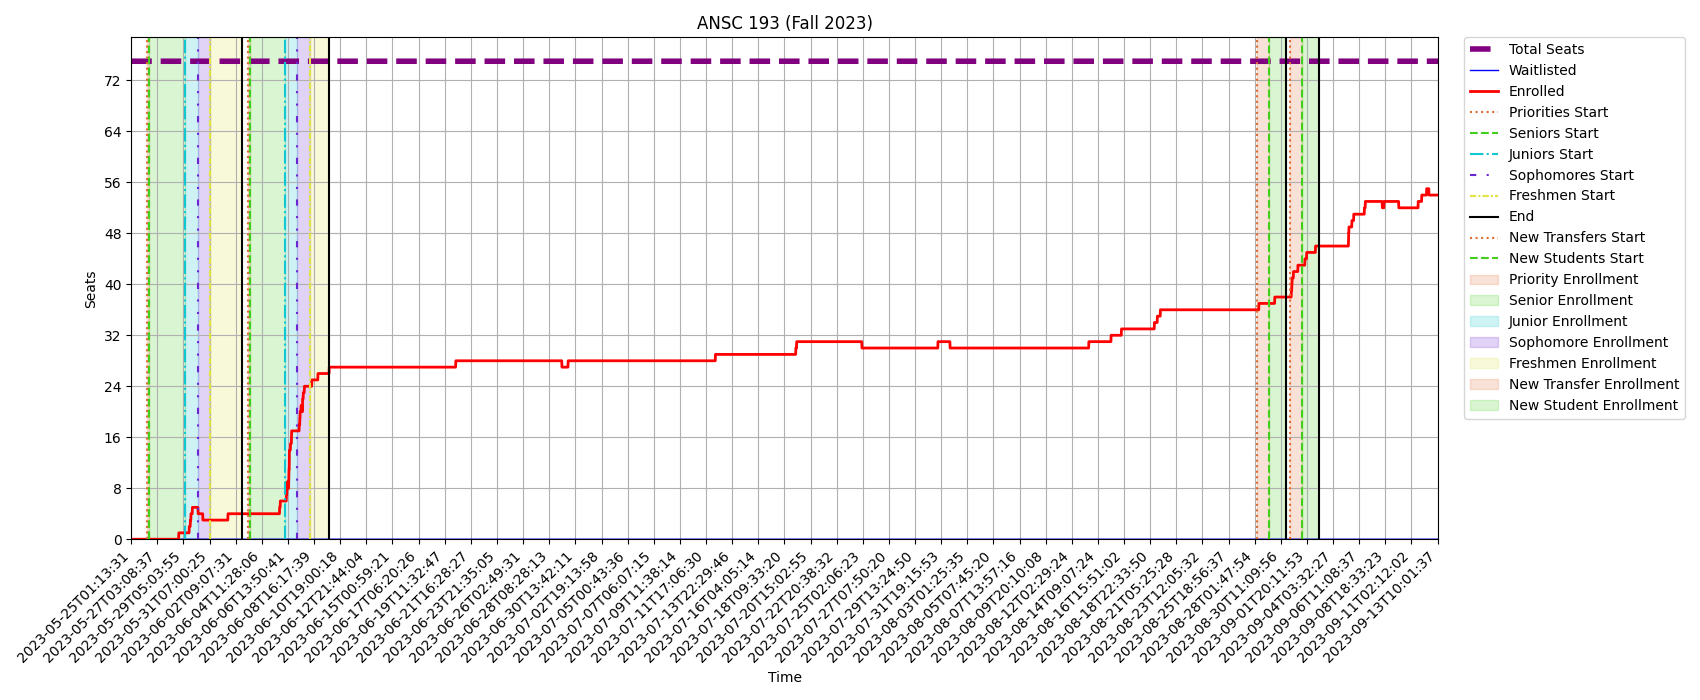 ANSC 193 (Fall 2023)
Seats
72
64
56
48
40
32
24
16
8
0
2023-05-25T01:13:31
2023-05-27T03:08:37
2023-05-29T05:03:55
2023-05-31T07:00:25
2023-06-02T09:07:31
2023-06-04T11:28:06
2023-06-06T13:50:41
2023-06-08T16:17:39
2023-06-10T19:00:18
2023-06-12T21:44:04
2023-06-15T00:59:21
2023-06-17T06:20:26
2023-06-19T11:32:47
2023-06-21T16:28:27
2023-06-23T21:35:05
2023-06-26T02:49:31
2023-06-28T08:28:13
2023-06-30T13:42:11
2023-07-02T19:13:58
2023-07-05T00:43:36
2023-07-07T06:07:15
2023-07-09T11:38:14
2023-07-11T17:06:30
2023-07-13T22:29:46
2023-07-16T04:05:14
2023-07-18T09:33:20
2023-07-20T15:02:55
2023-07-22T20:38:32
2023-07-25T02:06:23
2023-07-27T07:50:20
2023-07-29T13:24:50
2023-07-31T19:15:53
2023-08-03T01:25:35
2023-08-05T07:45:20
2023-08-07T13:57:16
2023-08-09T20:10:08
2023-08-12T02:29:24
2023-08-14T09:07:24
2023-08-16T15:51:02
2023-08-18T22:33:50
2023-08-21T05:25:28
2023-08-23T12:05:32
2023-08-25T18:56:37
2023-08-28T01:47:54
2023-08-30T11:09:56
2023-09-01T20:11:53
2023-09-04T03:32:27
2023-09-06T11:08:37
2023-09-08T18:33:23
2023-09-11T02:12:02
2023-09-13T10:01:37
Time
Total Seats
Waitlisted
Enrolled
Priorities Start
Seniors Start
Juniors Start
Sophomores Start
Freshmen Start
End
New Transfers Start
New Students Start
Priority Enrollment
Senior Enrollment
Junior Enrollment
Sophomore Enrollment
Freshmen Enrollment
New Transfer Enrollment
New Student Enrollment